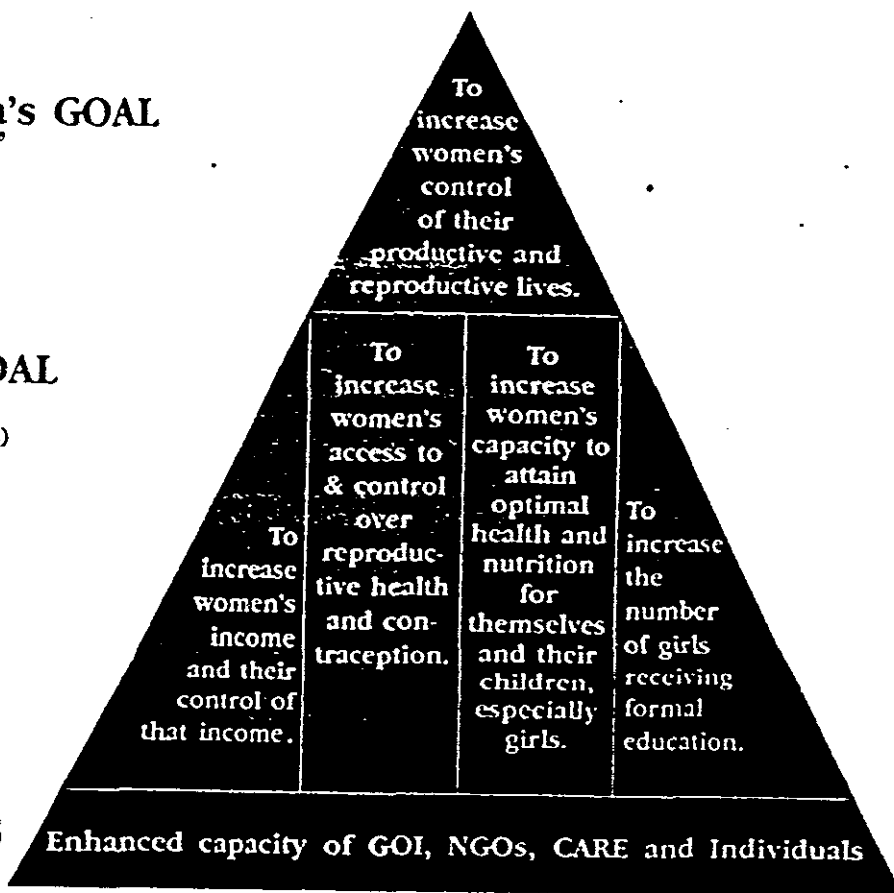 's GOAL
To
increase
women's
control
of their
productive and
reproductive lives.
To
increase
women's
access to
& control
over
reproduc-
tive health
and con-
traception.
To
increase
women's
capacity to
attain
optimal
health and
nutrition
for
themselves
and their
children,
especially
girls.
To
increase
women's
income
and their
control of
that income.
To
increase
the
number
of girls
receiving
formal
education.
Enhanced capacity of GOI, NGOs, CARE and Individuals